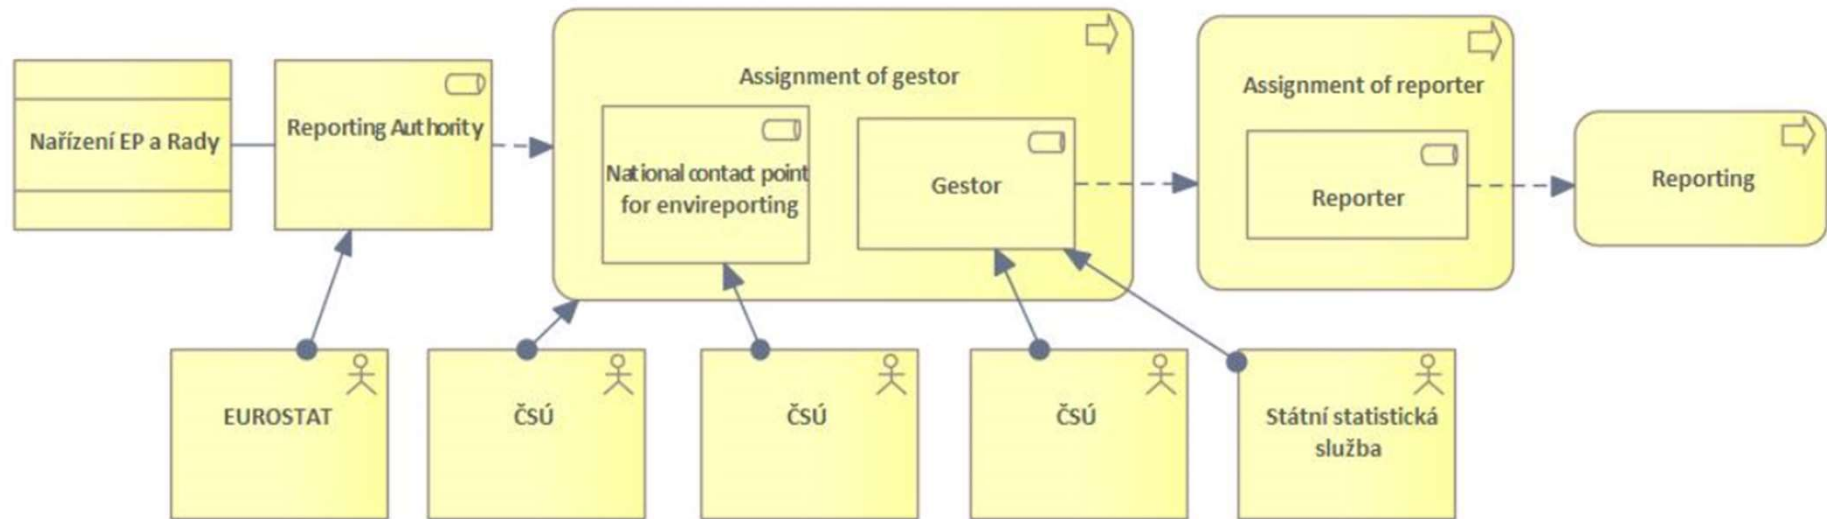 Nařízení EP a Rady
Reporting Authority
Assignment of gestor
National contact point
for envireporting
Gestor
Assignment of reporter
Reporter
Reporting
EUROSTAT
ČSÚ
ČSÚ
ČSÚ
Státní statistická
služba